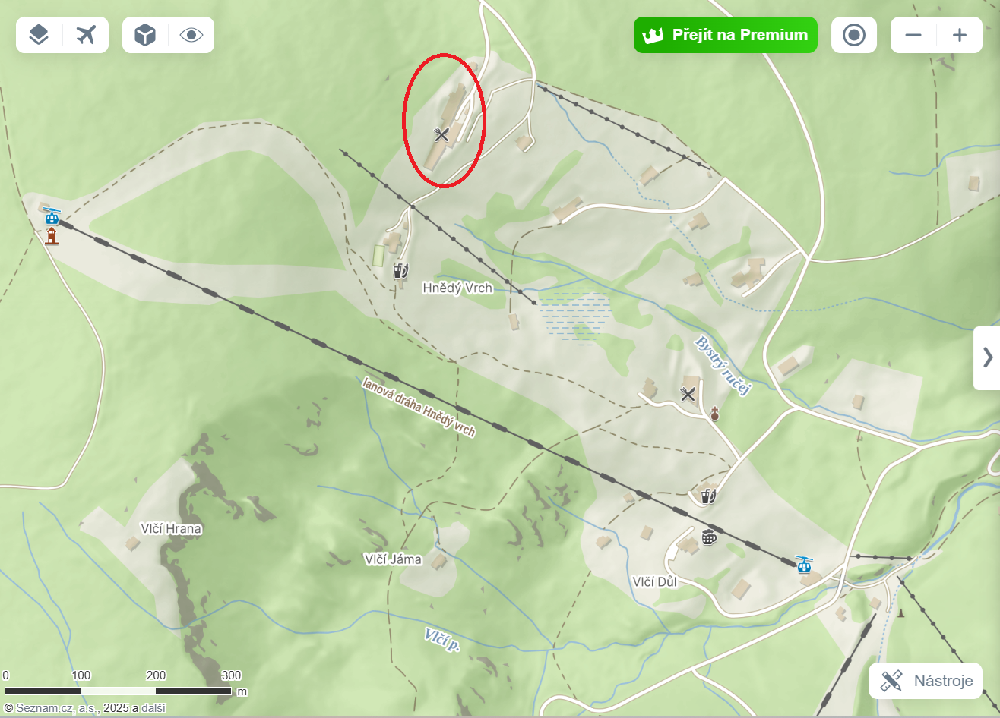 Přejít na Premium
Hnědý Vrch
Bystrý ručej
lanová dráha Hnědý vrch
Vlčí Hrana
Vlčí Jáma
Vlčí Důl
Vlčí p.
0 100 200 300 m
Nástroje
© Seznam.cz, a.s., 2025 a další